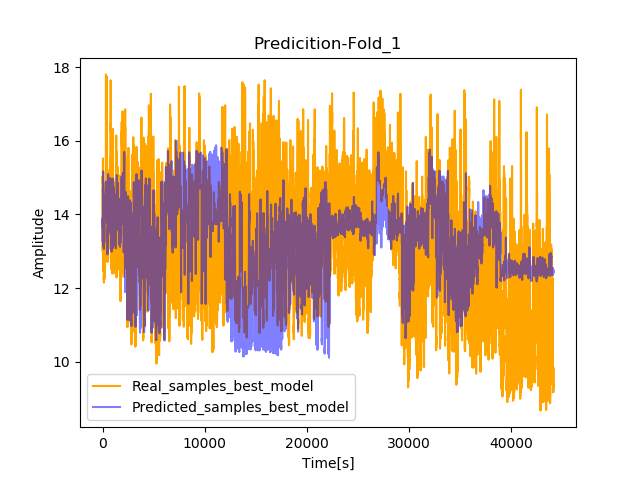 Predicition-Fold_1
18
16
14
12
10
Amplitude
Real_samples_best_model
Predicted_samples_best_model
0
10000
20000
30000
40000
Time[s]